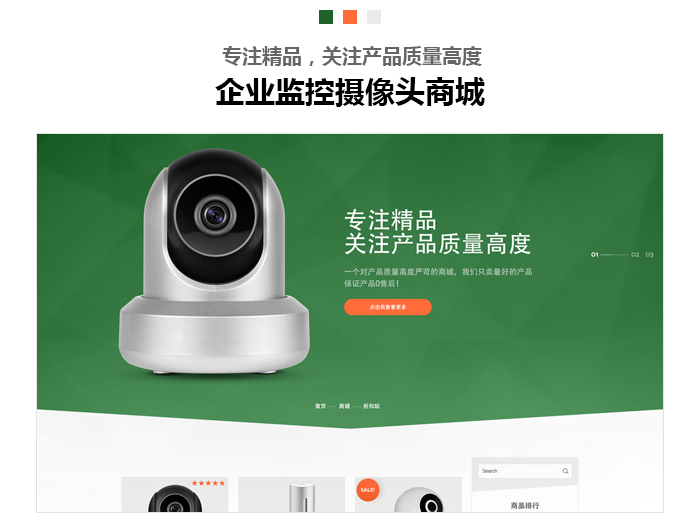 专注精品，关注产品质量高度
企业监控摄像头商城
专注精品
关注产品质量高度
一个对产品质量高度严苛的商城，我们只卖最好的产品
保证产品0售后！
点击我查看更多
01 02 03
首页 商城 折扣站
Search
SALE!
商品排行